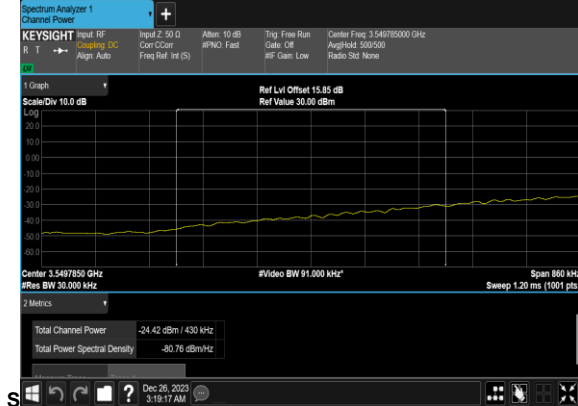 Spectrum Analyzer 1
Channel Power
+
KEYSIGHT
R T
Input: RF
Coupling: DC
Align: Auto
Input Z: 50 Ω
Corr CCorr
Freq Ref: Int (S)
Atten: 10 dB
#PNO: Fast
Trig: Free Run
Gate: Off
#IF Gain: Low
Center Freq: 3.549785000 GHz
Avg|Hold: 500/500
Radio Std: None
1 Graph
Scale/Div 10.0 dB
Ref Lvl Offset 15.85 dB
Ref Value 30.00 dBm
Log
20.0
10.0
0.00
-10.0
-20.0
-30.0
-40.0
-50.0
-60.0
Center 3.5497850 GHz
#Res BW 30.000 kHz
#Video BW 91.000 kHz*
Span 860 kHz
Sweep 1.20 ms (1001 pts
2 Metrics
Total Channel Power -24.42 dBm / 430 kHz
Total Power Spectral Density -80.76 dBm/Hz
S
?
Dec 26, 2023
3:19:17 AM